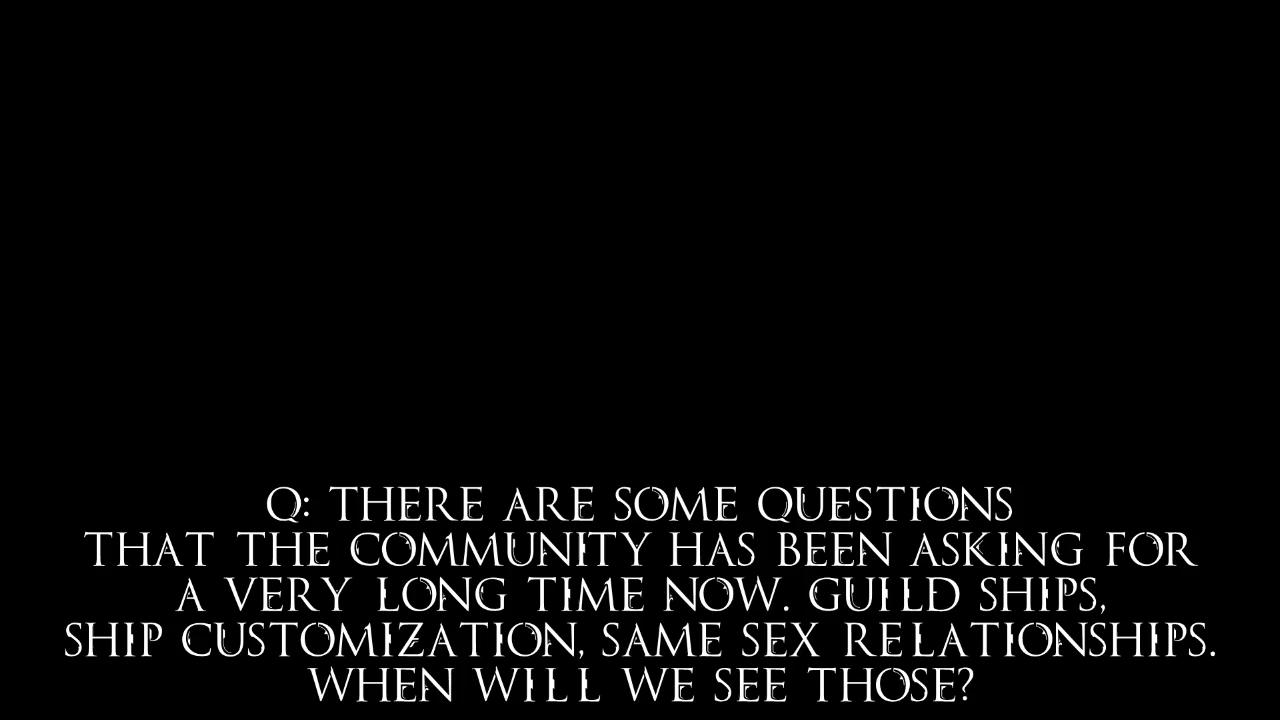 Q: THERE ARE SOME QUESTIONS
THAT THE COMMUNITY HAS BEEN ASKING FOR
A VERY LONG TIME NOW. GUILD SHIPS,
SHIP CUSTOMIZATION, SAME SEX RELATIONSHIPS.
WHEN WILL WE SEE THOSE?